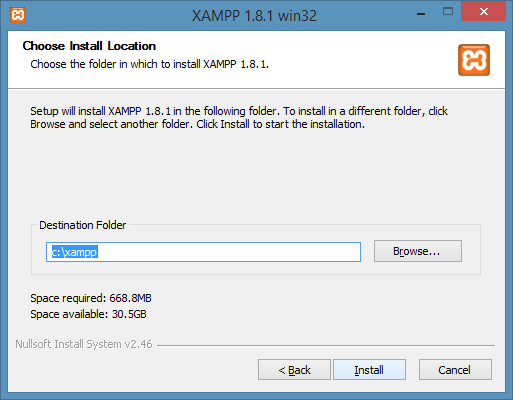 XAMPP 1.8.1 win32
Choose Install Location
Choose the folder in which to install XAMPP 1.8.1.
Setup will install XAMPP 1.8.1 in the following folder. To install in a different folder, click
Browse and select another folder. Click Install to start the installation.
Destination Folder
c:\xampp
Browse...
Space required: 668.8MB
Space available: 30.5GB
Nullsoft Install System v2.46
< Back
Install
Cancel